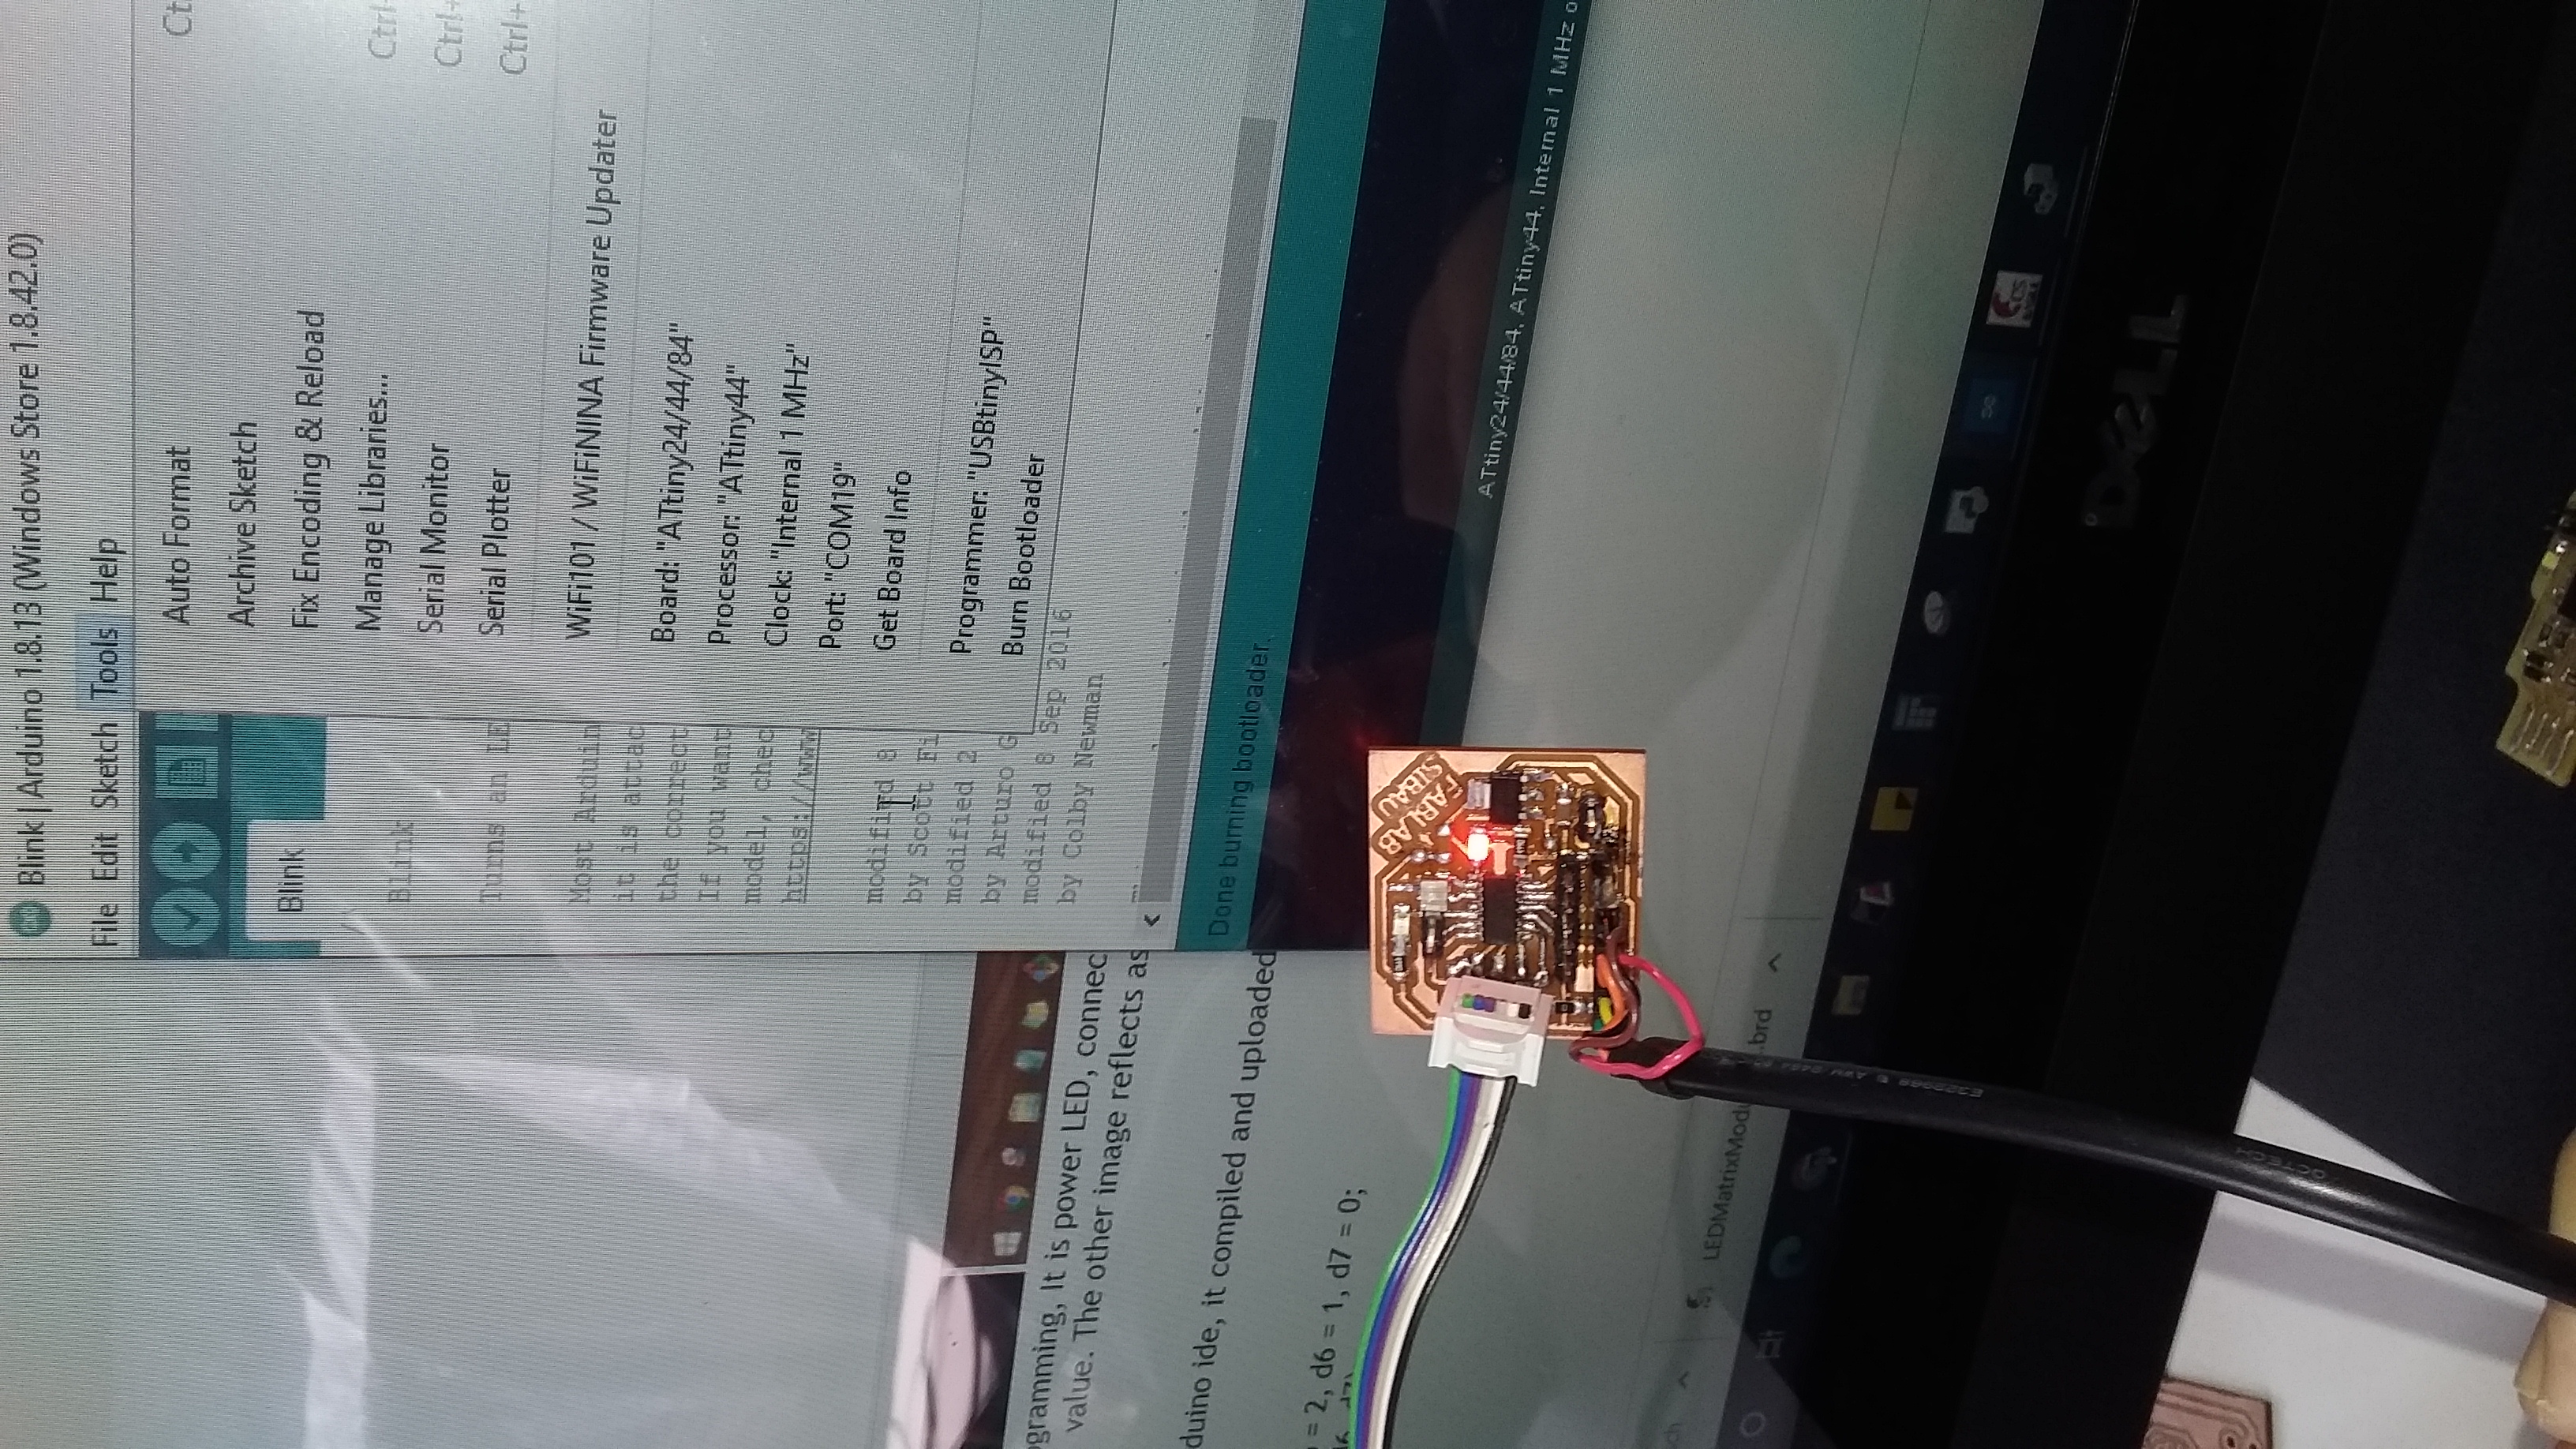 Blink | Arduino 1.8.13 (Windows Store 1.8.42.0)
File Edit Sketch Tools Help
Auto Format Ct
Archive Sketch
Fix Encoding & Reload
Manage Libraries... Ctrl+
Serial Monitor Ctrl+
Serial Plotter Ctrl+
WiFi101 / WiFiNINA Firmware Updater
Board: "ATtiny24/44/84"
Processor: "ATtiny44"
Clock: "Internal 1 MHz"
Port: "COM19"
Get Board Info
Programmer: "USBtinyISP"
Burn Bootloader
Blink
Blink
Turns an LE
Most Arduin
it is attac
the correct
If you want
model, chec
https://www
modified 8
by Scott Fi
modified 2
by Arturo G
modified 8 Sep 2016
by Colby Newman
Done burning bootloader.
ATtiny24/44/84, ATtiny44, Internal 1 MHz o
ogramming, It is power LED, connec
value. The other image reflects as
duino ide, it compiled and uploaded
= 2, d6 = 1, d7 = 0;
FABLAB
SIBAU
LEDMatrixModu .brd
DELL